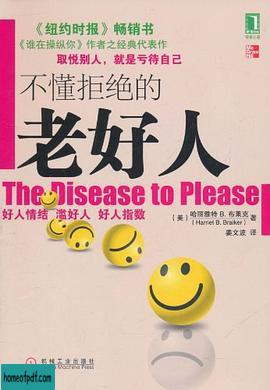 《纽约时报》畅销书
《谁在操纵你》作者之经典代表作
取悦别人，就是亏待自己
不懂拒绝的
老好人
The Disease to Please
好人情结 滥好人 好人指数
（美）哈丽雅特 B. 布莱克 著
(Harriet B. Braiker)
姜文波 译
机械工业出版社
China Machine Press
homeofpdf.com